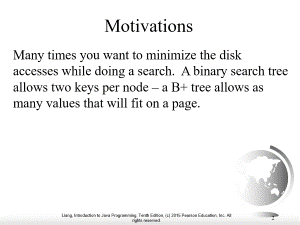 Motivations
Many times you want to minimize the disk
accesses while doing a search.  A binary search tree
allows two keys per node – a B+ tree allows as
many values that will fit on a page.
Liang, Introduction to Java Programming, Tenth Edition, (c) 2015 Pearson Education, Inc. All
rights reserved.